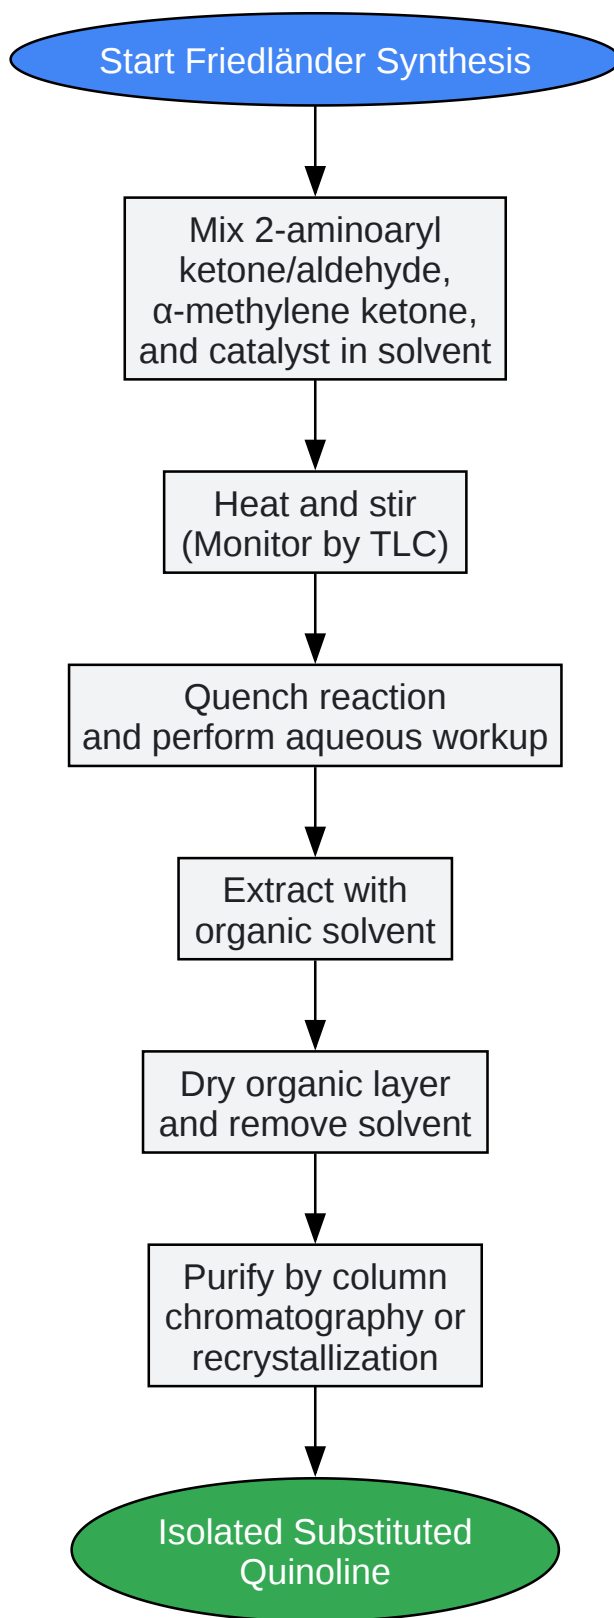 Start Friedländer Synthesis
Mix 2-aminoaryl
ketone/aldehyde,
α-methylene ketone,
and catalyst in solvent
Heat and stir
(Monitor by TLC)
Quench reaction
and perform aqueous workup
Extract with
organic solvent
Dry organic layer
and remove solvent
Purify by column
chromatography or
recrystallization
Isolated Substituted
Quinoline